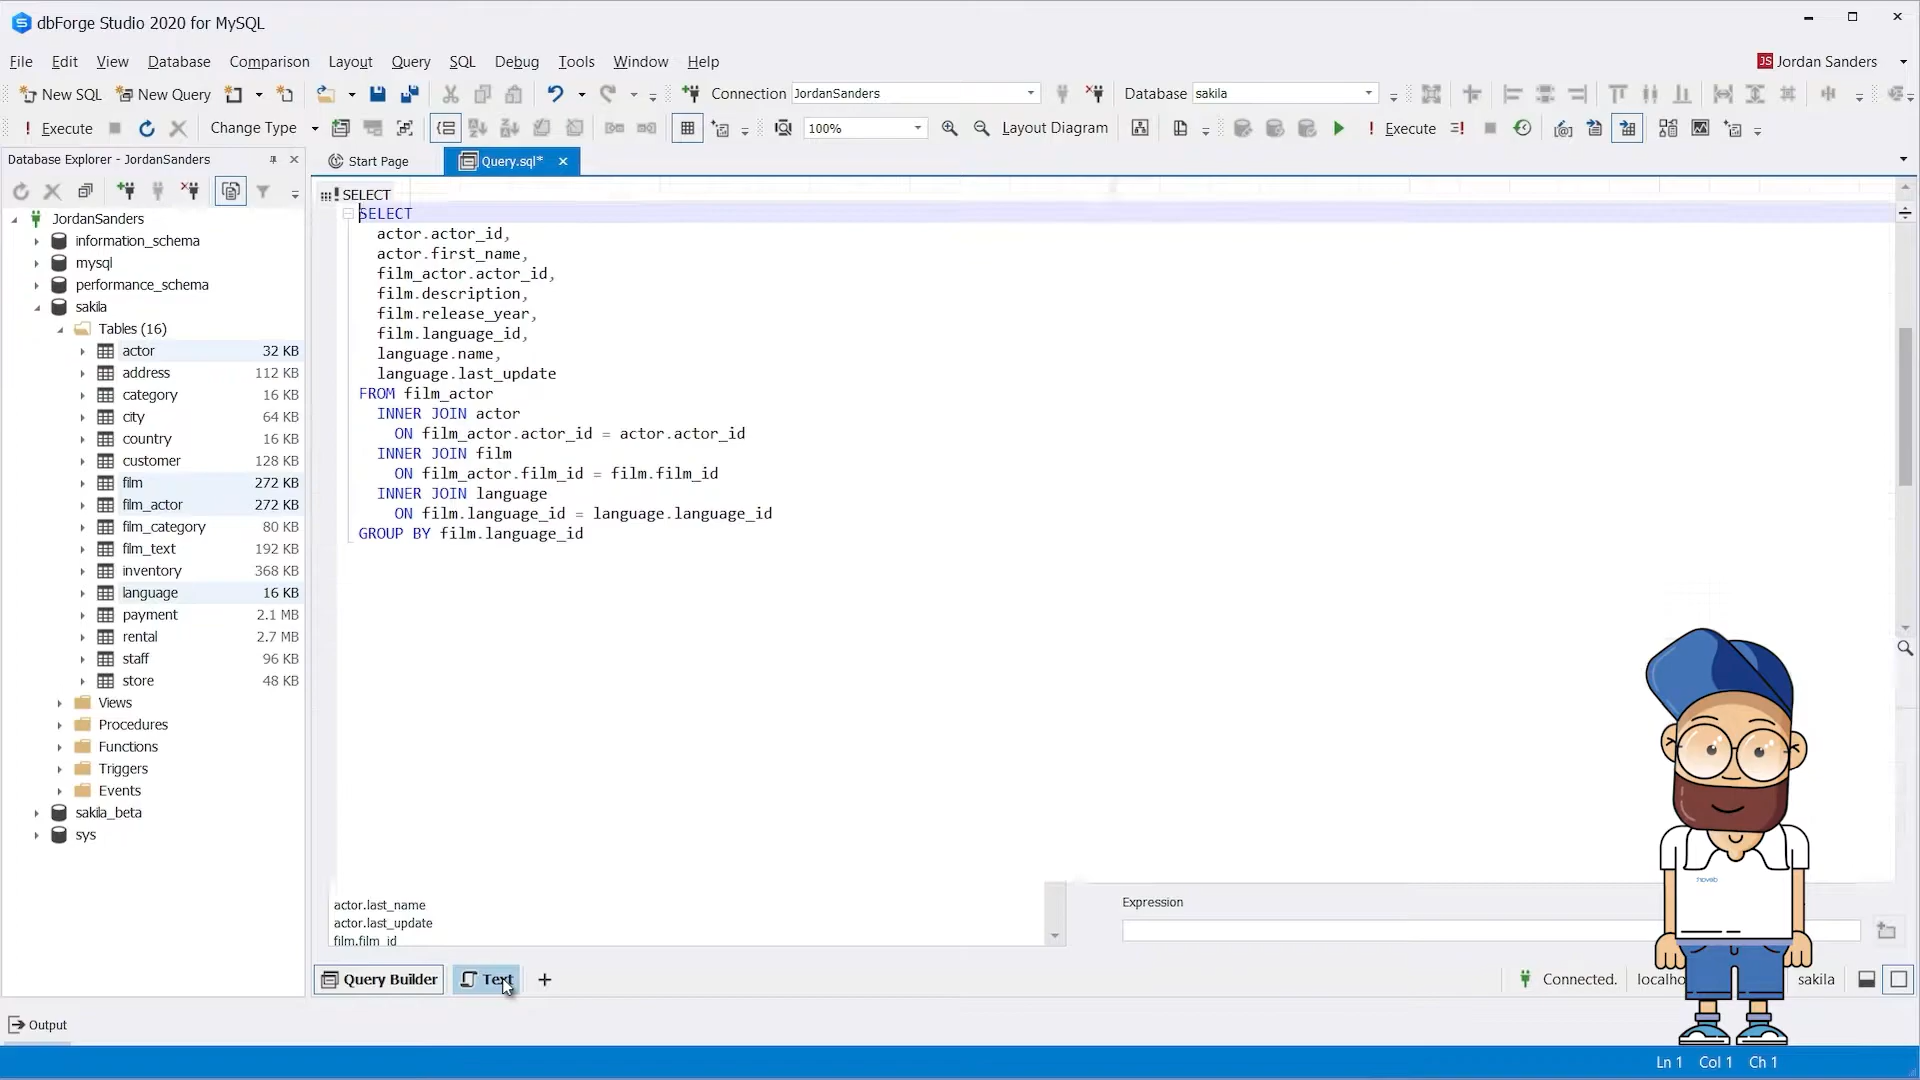 dbForge Studio 2020 for MySQL
File Edit View Database Comparison Layout Query SQL Debug Tools Window Help
JS Jordan Sanders
New SQL New Query Connection JordanSanders Database sakila
! Execute Change Type 100% Layout Diagram ! Execute
Database Explorer - JordanSanders
Start Page Query.sql*
JordanSanders
information_schema
mysql
performance_schema
sakila
Tables (16)
actor 32 KB
address 112 KB
category 16 KB
city 64 KB
country 16 KB
customer 128 KB
film 272 KB
film_actor 272 KB
film_category 80 KB
film_text 192 KB
inventory 368 KB
language 16 KB
payment 2.1 MB
rental 2.7 MB
staff 96 KB
store 48 KB
Views
Procedures
Functions
Triggers
Events
sakila_beta
sys
SELECT
SELECT
actor.actor_id,
actor.first_name,
film_actor.actor_id,
film.description,
film.release_year,
film.language_id,
language.name,
language.last_update
FROM film_actor
INNER JOIN actor
ON film_actor.actor_id = actor.actor_id
INNER JOIN film
ON film_actor.film_id = film.film_id
INNER JOIN language
ON film.language_id = language.language_id
GROUP BY film.language_id
actor.last_name
actor.last_update
film.film_id
Expression
Query Builder Text +
Connected. localho sakila
Output
Ln 1 Col 1 Ch 1